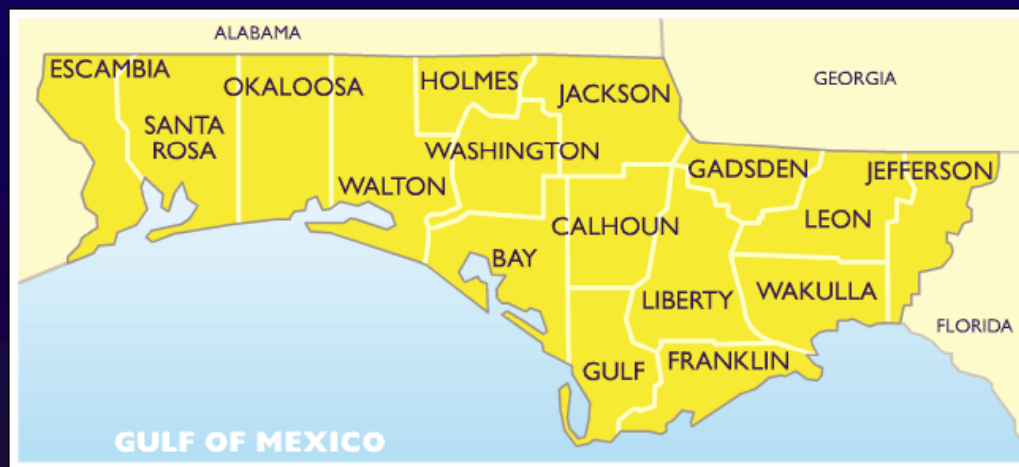 ALABAMA
ESCAMBIA
HOLMES
GEORGIA
OKALOOSA
JACKSON
SANTA
ROSA
WASHINGTON
GADSDEN
JEFFERSON
WALTON
LEON
CALHOUN
BAY
LIBERTY
WAKULLA
FLORIDA
FRANKLIN
GULF
GULF OF MEXICO